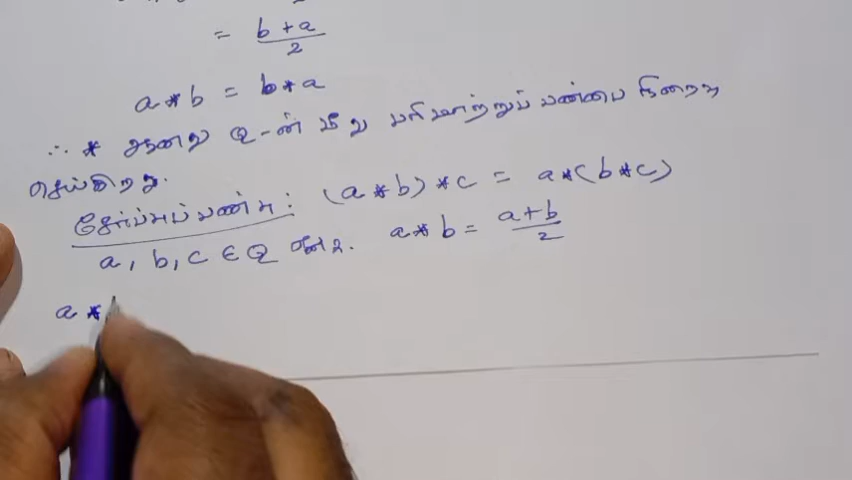 = b + a / 2
a * b = b * a
∴ * ஆனது Q - ன் மீது பரிமாற்றுப் பண்பை நிறைவு
செய்கிறது.
சேர்ப்புப் பண்பு : (a * b) * c = a * (b * c)
a, b, c ∈ Q என்க. a * b = a + b / 2
a *